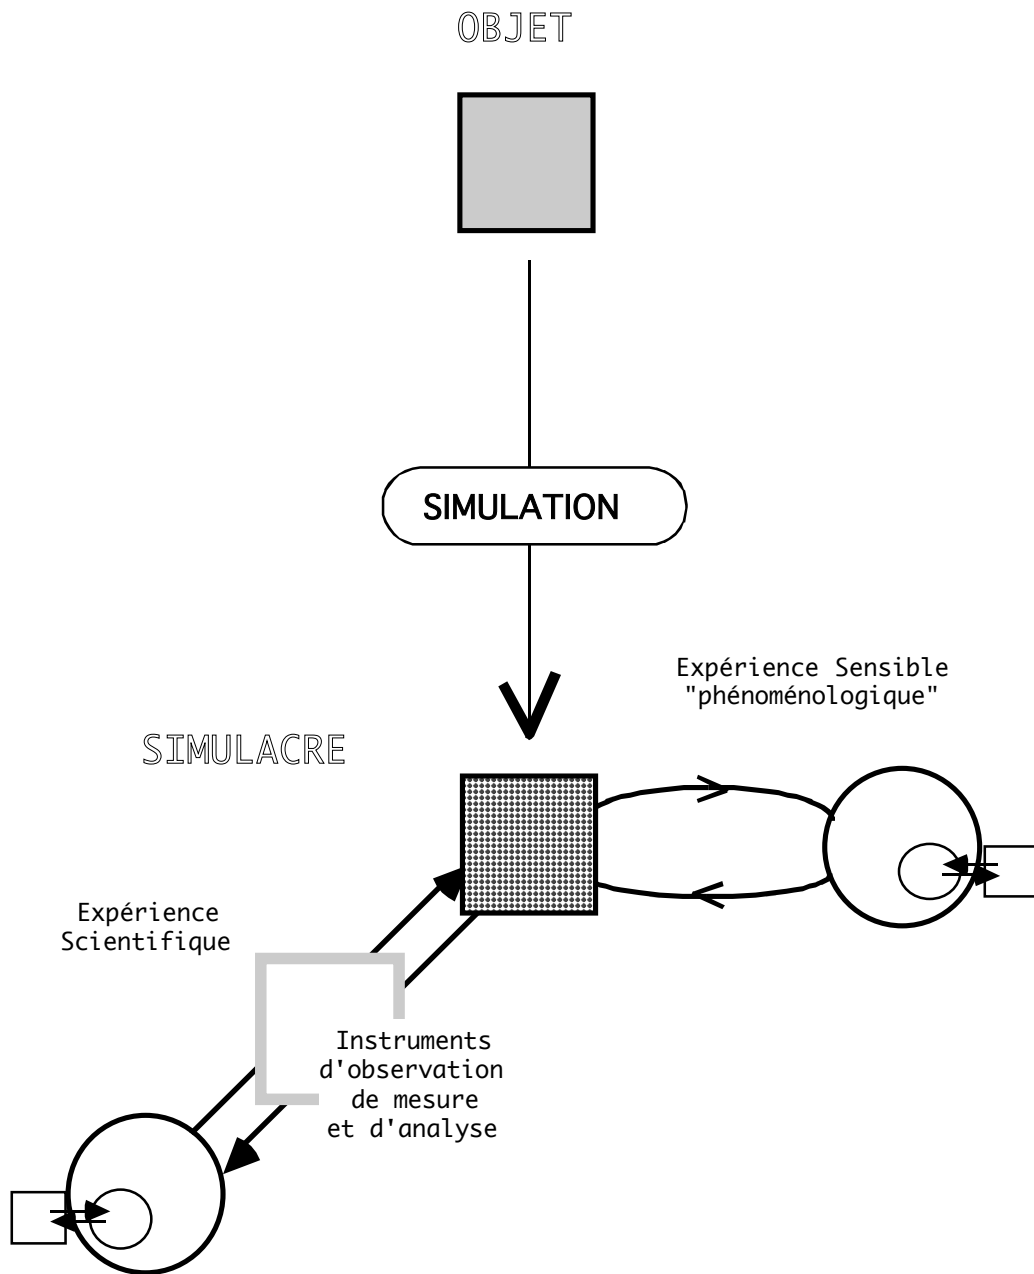 OBJET
SIMULATION
Expérience Sensible
"phénoménologique"
SIMULACRE
Expérience
Scientifique
Instruments
d'observation
de mesure
et d'analyse